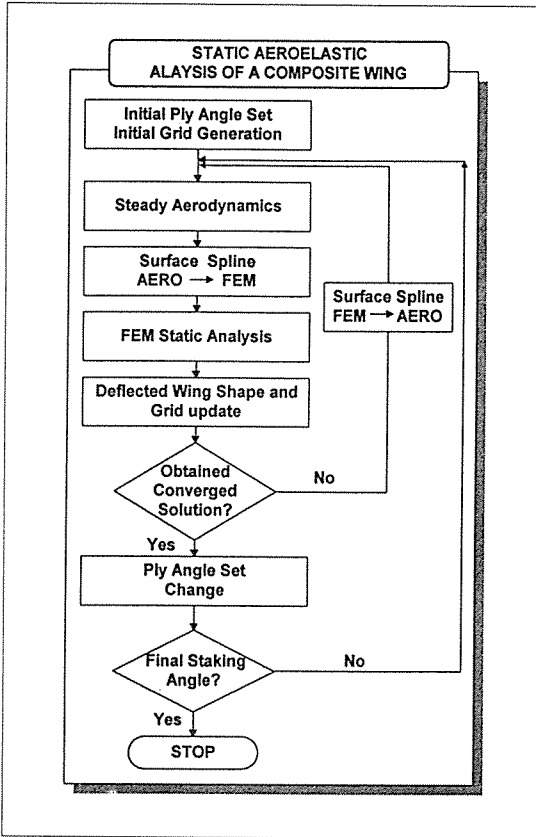 STATIC AEROELASTIC
ALAYSIS OF A COMPOSITE WING
Initial Ply Angle Set
Initial Grid Generation
Steady Aerodynamics
Surface Spline
AERO → FEM
Surface Spline
FEM → AERO
FEM Static Analysis
Deflected Wing Shape and
Grid update
Obtained
Converged
Solution?
No
Yes
Ply Angle Set
Change
Final Staking
Angle?
No
Yes
STOP